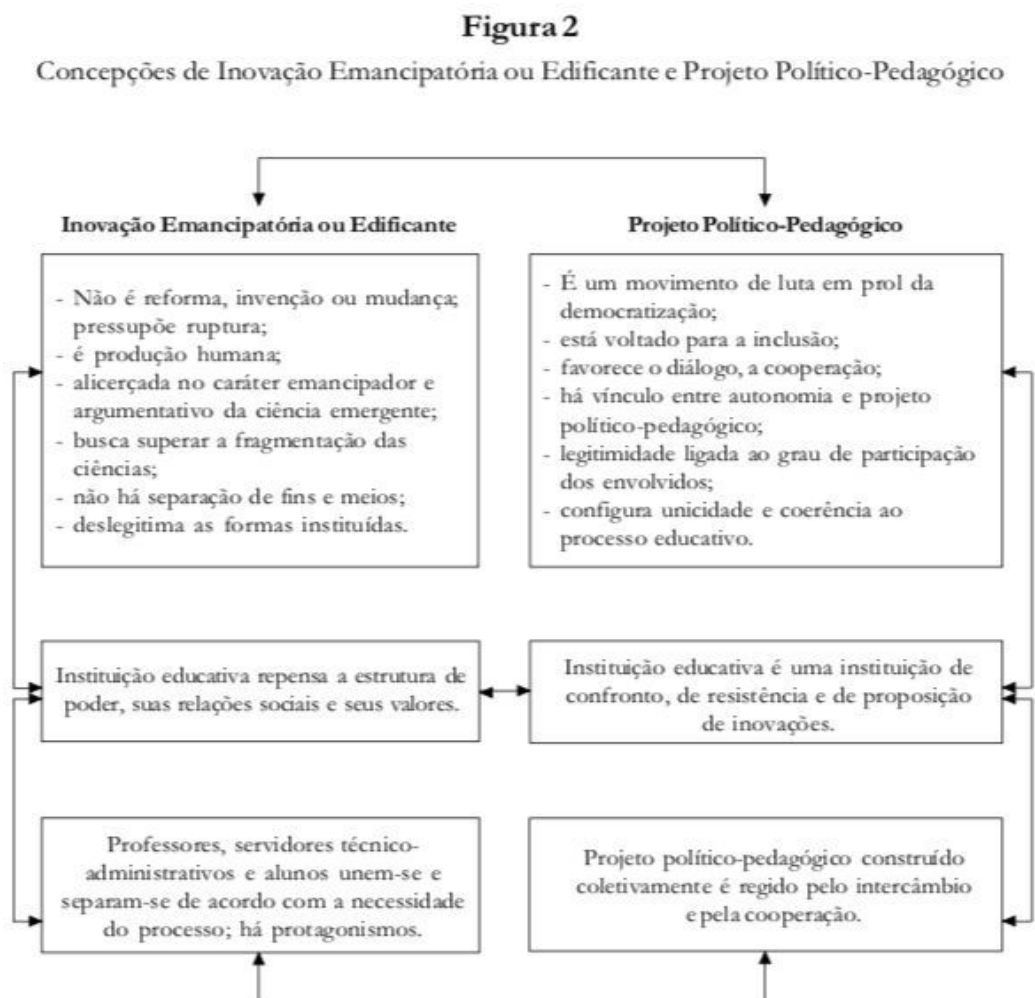 Figura 2
Concepções de Inovação Emancipatória ou Edificante e Projeto Político-Pedagógico
Inovação Emancipatória ou Edificante
- Não é reforma, invenção ou mudança;
pressupõe ruptura;
- é produção humana;
- alicerçada no caráter emancipador e
argumentativo da ciência emergente;
- busca superar a fragmentação das
ciências;
- não há separação de fins e meios;
- deslegitima as formas instituídas.
Projeto Político-Pedagógico
- É um movimento de luta em prol da
democratização;
- está voltado para a inclusão;
- favorece o diálogo, a cooperação;
- há vínculo entre autonomia e projeto
político-pedagógico;
- legitimidade ligada ao grau de participação
dos envolvidos;
- configura unicidade e coerência ao
processo educativo.
Instituição educativa repensa a estrutura de
poder, suas relações sociais e seus valores.
Instituição educativa é uma instituição de
confronto, de resistência e de proposição
de inovações.
Professores, servidores técnico-
administrativos e alunos unem-se e
separam-se de acordo com a necessidade
do processo; há protagonismos.
Projeto político-pedagógico construído
coletivamente é regido pelo intercâmbio
e pela cooperação.